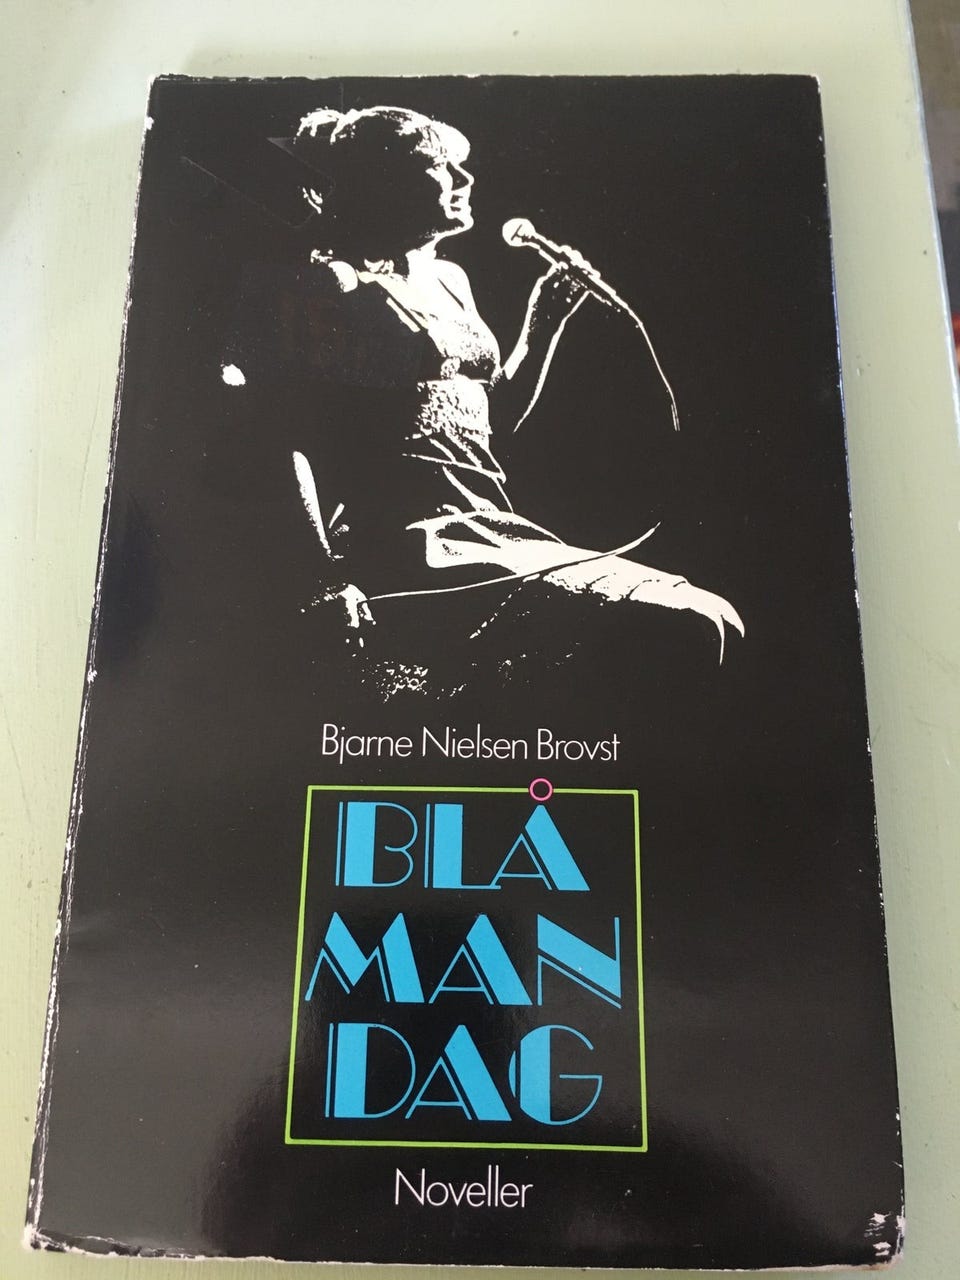 Bjarne Nielsen Brovst
BLÅ
MAN
DAG
Noveller